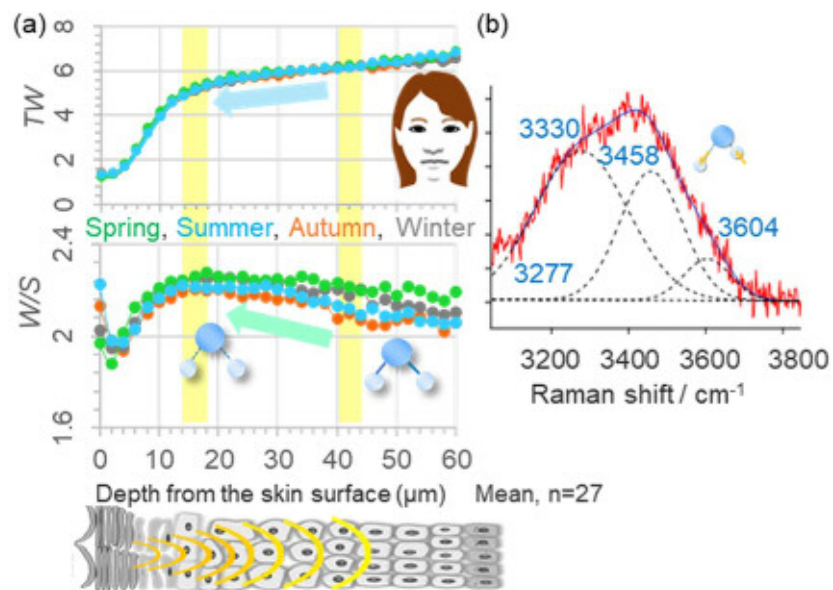 (a)
8
6
4
2
0
TW
Spring, Summer, Autumn, Winter
2.4
2
1.6
W/S
0 10 20 30 40 50 60
Depth from the skin surface (μm)
Mean, n=27
(b)
3330
3458
3604
3277
3200 3400 3600 3800
Raman shift / cm⁻¹